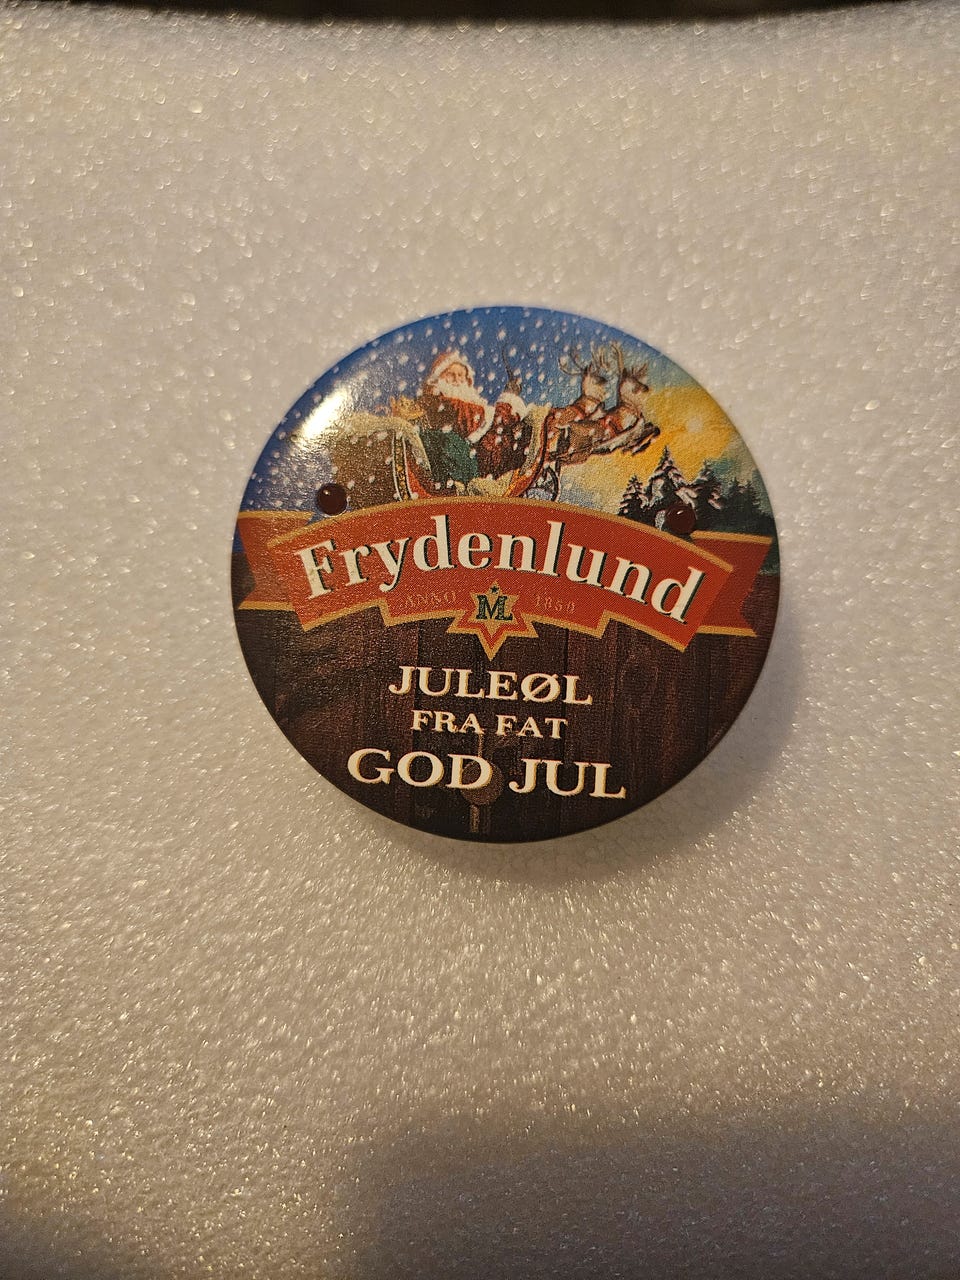 Frydenlund
ANNO ML 1859
JULEØL
FRA FAT
GOD JUL